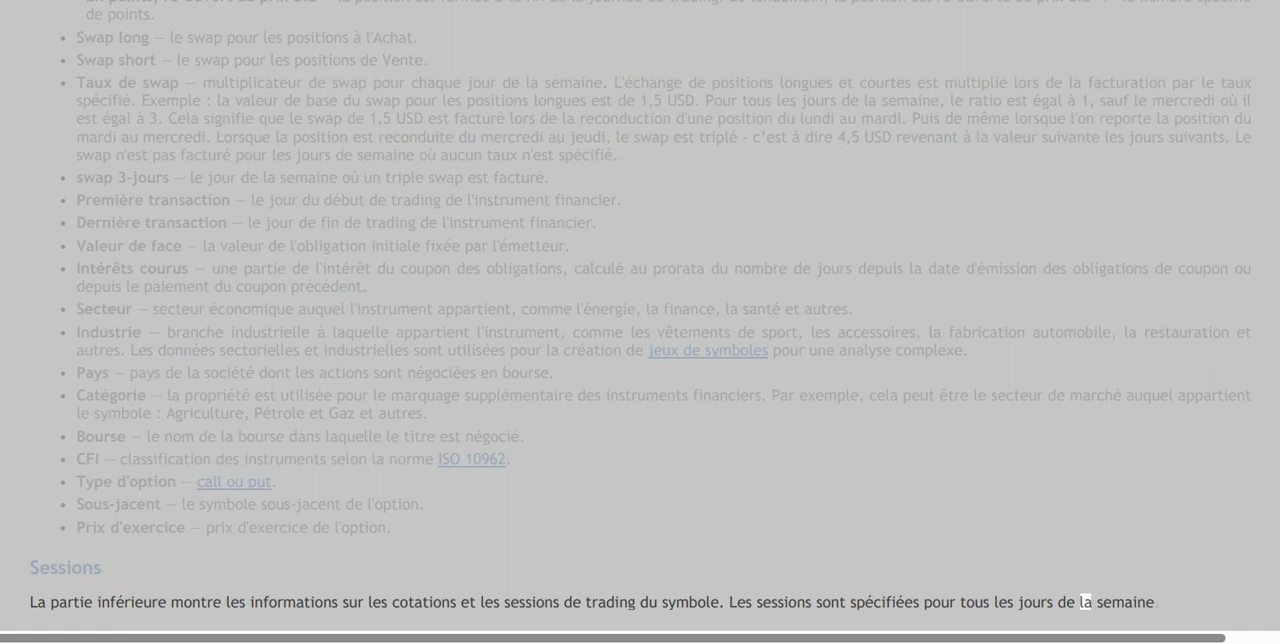 de points.
• Swap long — le swap pour les positions à l'Achat.
• Swap short — le swap pour les positions de Vente.
• Taux de swap — multiplicateur de swap pour chaque jour de la semaine. L'échange de positions longues et courtes est multiplié lors de la facturation par le taux
spécifié. Exemple : la valeur de base du swap pour les positions longues est de 1,5 USD. Pour tous les jours de la semaine, le ratio est égal à 1, sauf le mercredi où il
est égal à 3. Cela signifie que le swap de 1,5 USD est facturé lors de la reconduction d'une position du lundi au mardi. Puis de même lorsque l'on reporte la position du
mardi au mercredi. Lorsque la position est reconduite du mercredi au jeudi, le swap est triplé - c’est à dire 4,5 USD revenant à la valeur suivante les jours suivants. Le
swap n'est pas facturé pour les jours de semaine où aucun taux n'est spécifié.
• swap 3-jours — le jour de la semaine où un triple swap est facturé.
• Première transaction — le jour du début de trading de l'instrument financier.
• Dernière transaction — le jour de fin de trading de l'instrument financier.
• Valeur de face — la valeur de l'obligation initiale fixée par l'émetteur.
• Intérêts courus — une partie de l'intérêt du coupon des obligations, calculé au prorata du nombre de jours depuis la date d'émission des obligations de coupon ou
depuis le paiement du coupon précédent.
• Secteur — secteur économique auquel l'instrument appartient, comme l'énergie, la finance, la santé et autres.
• Industrie — branche industrielle à laquelle appartient l'instrument, comme les vêtements de sport, les accessoires, la fabrication automobile, la restauration et
autres. Les données sectorielles et industrielles sont utilisées pour la création de jeux de symboles pour une analyse complexe.
• Pays — pays de la société dont les actions sont négociées en bourse.
• Catégorie — la propriété est utilisée pour le marquage supplémentaire des instruments financiers. Par exemple, cela peut être le secteur de marché auquel appartient
le symbole : Agriculture, Pétrole et Gaz et autres.
• Bourse — le nom de la bourse dans laquelle le titre est négocié.
• CFI — classification des instruments selon la norme ISO 10962.
• Type d'option — call ou put.
• Sous-jacent — le symbole sous-jacent de l'option.
• Prix d'exercice — prix d'exercice de l'option.
Sessions
La partie inférieure montre les informations sur les cotations et les sessions de trading du symbole. Les sessions sont spécifiées pour tous les jours de la semaine.